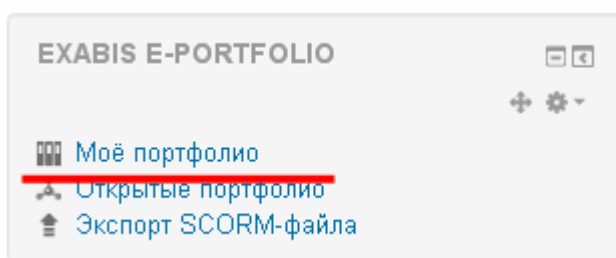 EXABIS E-PORTFOLIO
Моё портфолио
Открытые портфолио
Экспорт SCORM-файла